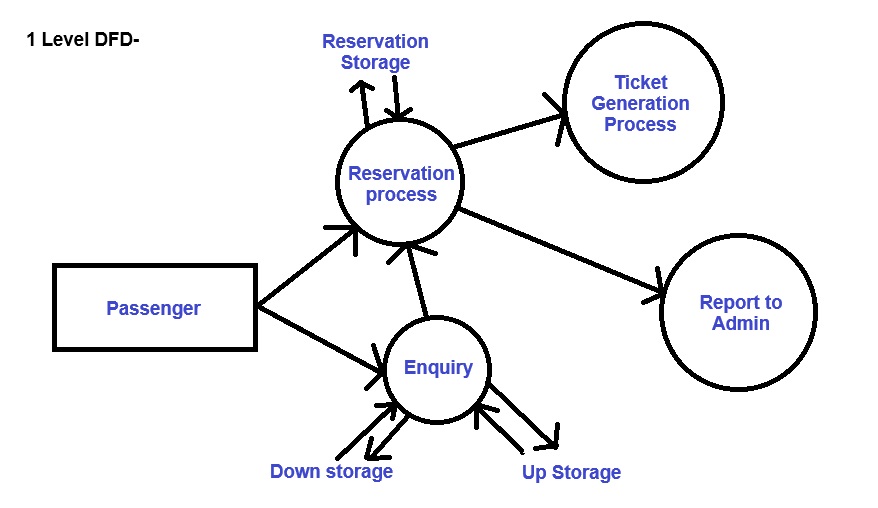 1 Level DFD-
Reservation
Storage
Ticket
Generation
Process
Reservation
process
Passenger
Report to
Admin
Enquiry
Down storage
Up Storage